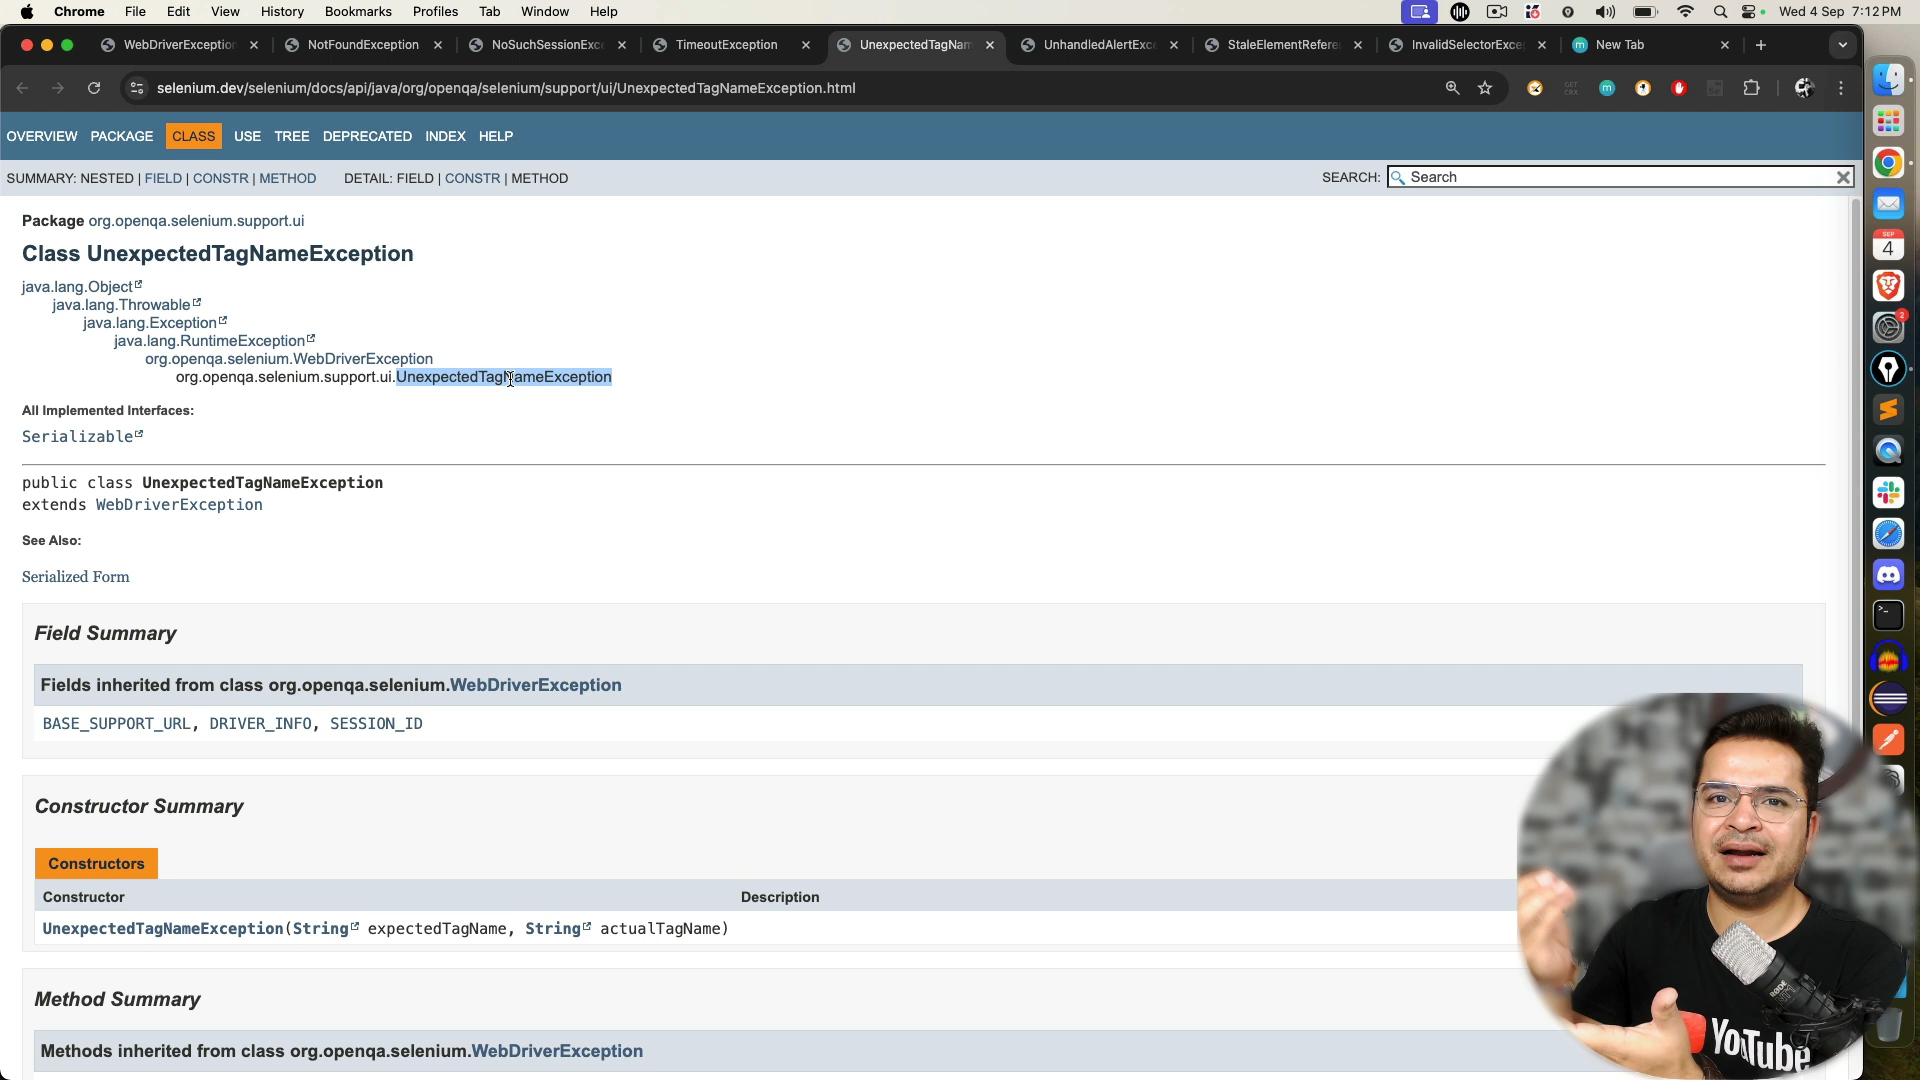 Chrome File Edit View History Bookmarks Profiles Tab Window Help Wed 4 Sep 7:12 PM
WebDriverException NotFoundException NoSuchSessionExc TimeoutException UnexpectedTagNam UnhandledAlertExc StaleElementRefere InvalidSelectorExce New Tab
selenium.dev/selenium/docs/api/java/org/openqa/selenium/support/ui/UnexpectedTagNameException.html
OVERVIEW PACKAGE CLASS USE TREE DEPRECATED INDEX HELP
SUMMARY: NESTED | FIELD | CONSTR | METHOD DETAIL: FIELD | CONSTR | METHOD SEARCH: Search
Package org.openqa.selenium.support.ui
Class UnexpectedTagNameException
java.lang.Object
java.lang.Throwable
java.lang.Exception
java.lang.RuntimeException
org.openqa.selenium.WebDriverException
org.openqa.selenium.support.ui.UnexpectedTagNameException
All Implemented Interfaces:
Serializable
public class UnexpectedTagNameException
extends WebDriverException
See Also:
Serialized Form
Field Summary
Fields inherited from class org.openqa.selenium.WebDriverException
BASE_SUPPORT_URL, DRIVER_INFO, SESSION_ID
Constructor Summary
Constructors
Constructor Description
UnexpectedTagNameException(String expectedTagName, String actualTagName)
Method Summary
Methods inherited from class org.openqa.selenium.WebDriverException
SEP
4
2
RØDE
YouTube